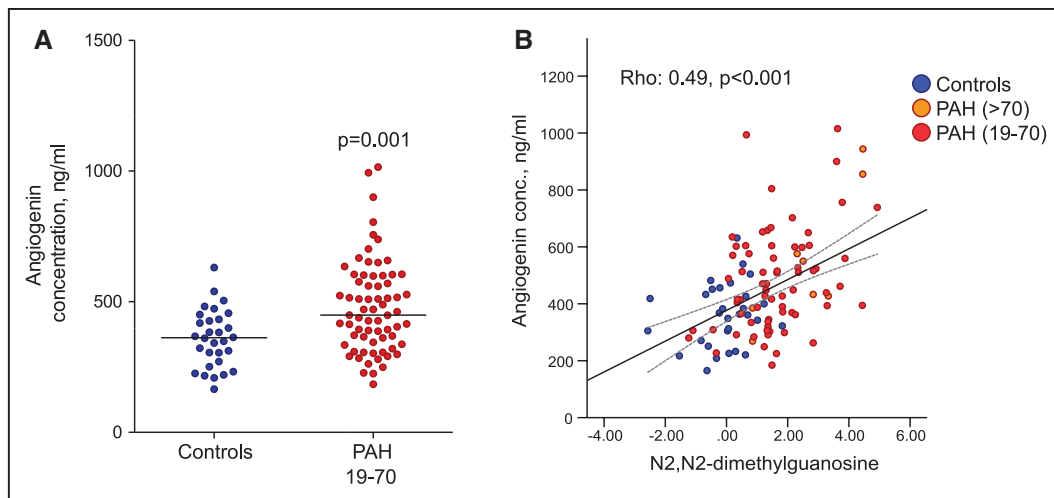 A
1500
1000
500
0
Angiogenin
concentration, ng/ml
p=0.001
Controls
PAH
19-70
B
Rho: 0.49, p<0.001
1200
1000
800
600
400
200
0
Angiogenin conc., ng/ml
-4.00
-2.00
.00
2.00
4.00
6.00
N2,N2-dimethylguanosine
Controls
PAH (>70)
PAH (19-70)